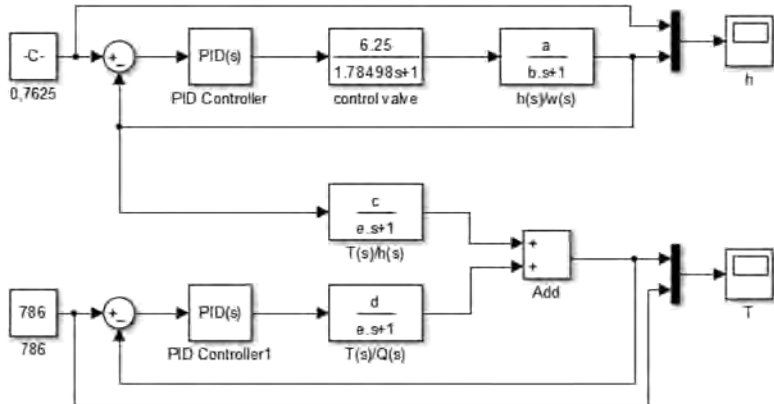 -C-
0,7625
+
-
PID(s)
PID Controller
6.25
1.78498s+1
control valve
a
b.s+1
h(s)/w(s)
h
c
e.s+1
T(s)/h(s)
+
+
Add
T
786
786
+
-
PID(s)
PID Controller1
d
e.s+1
T(s)/Q(s)